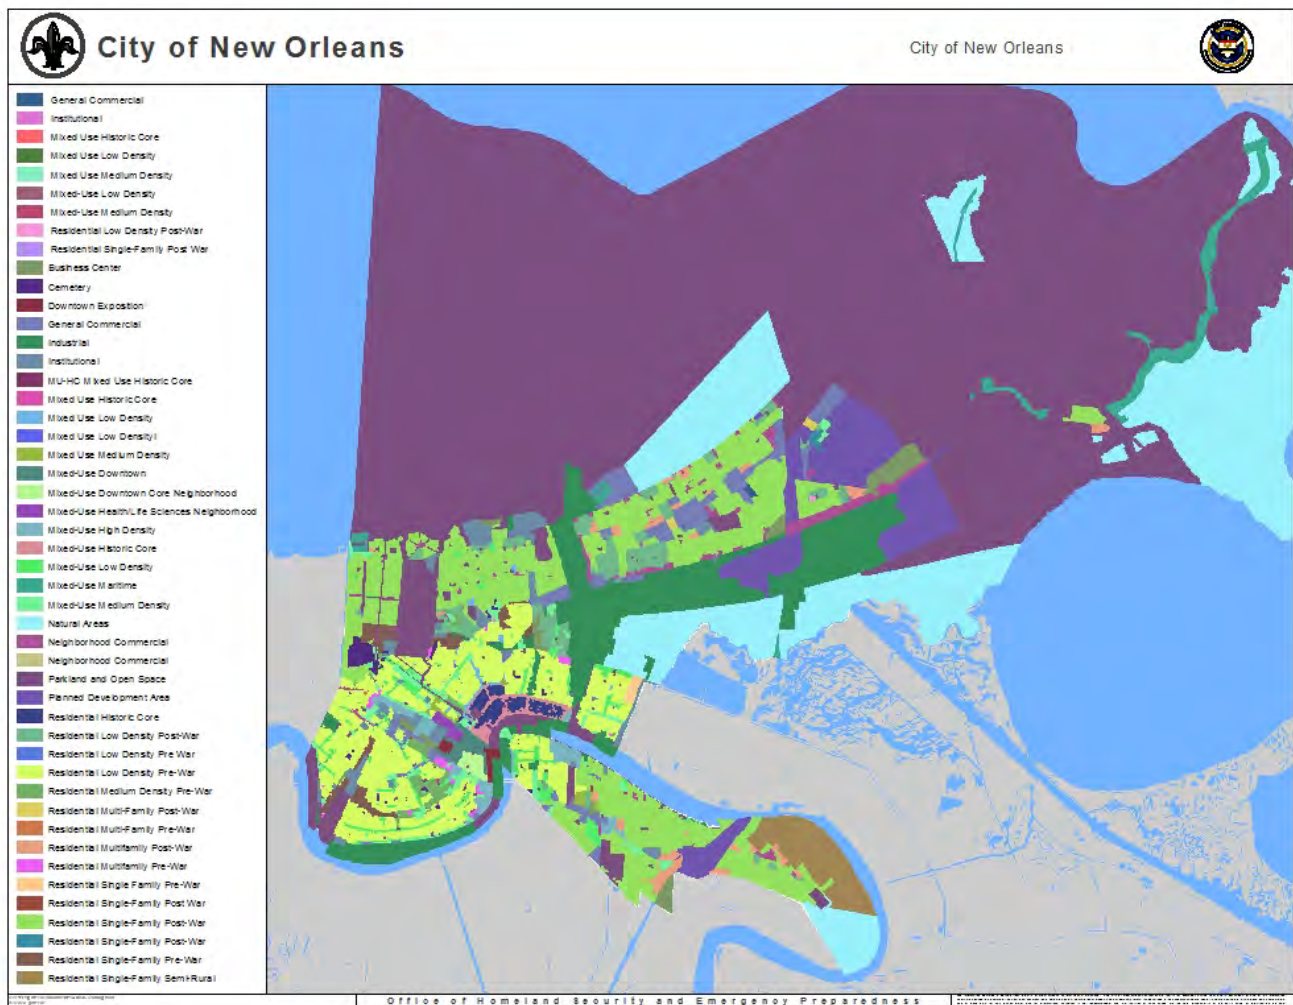 City of New Orleans
City of New Orleans
General Commercial
Institutional
Mixed Use Historic Core
Mixed Use Low Density
Mixed Use Medium Density
Mixed-Use Low Density
Mixed-Use Medium Density
Residential Low Density Post-War
Residential Single-Family Post War
Business Center
Cemetery
Downtown Exposition
General Commercial
Industrial
Institutional
MU-HC Mixed Use Historic Core
Mixed Use Historic Core
Mixed Use Low Density
Mixed Use Low Density
Mixed Use Medium Density
Mixed-Use Downtown
Mixed-Use Downtown Core Neighborhood
Mixed-Use Health/Life Sciences Neighborhood
Mixed-Use High Density
Mixed-Use Historic Core
Mixed-Use Low Density
Mixed-Use Maritime
Mixed-Use Medium Density
Natural Areas
Neighborhood Commercial
Neighborhood Commercial
Parkland and Open Space
Planned Development Area
Residential Historic Core
Residential Low Density Post-War
Residential Low Density Pre War
Residential Low Density Pre-War
Residential Medium Density Pre-War
Residential Multi-Family Post-War
Residential Multi-Family Pre-War
Residential Multifamily Post-War
Residential Multifamily Pre-War
Residential Single Family Pre-War
Residential Single-Family Post War
Residential Single-Family Post-War
Residential Single-Family Post-War
Residential Single-Family Pre-War
Residential Single-Family Semi-Rural
Office of Homeland Security and Emergency Preparedness